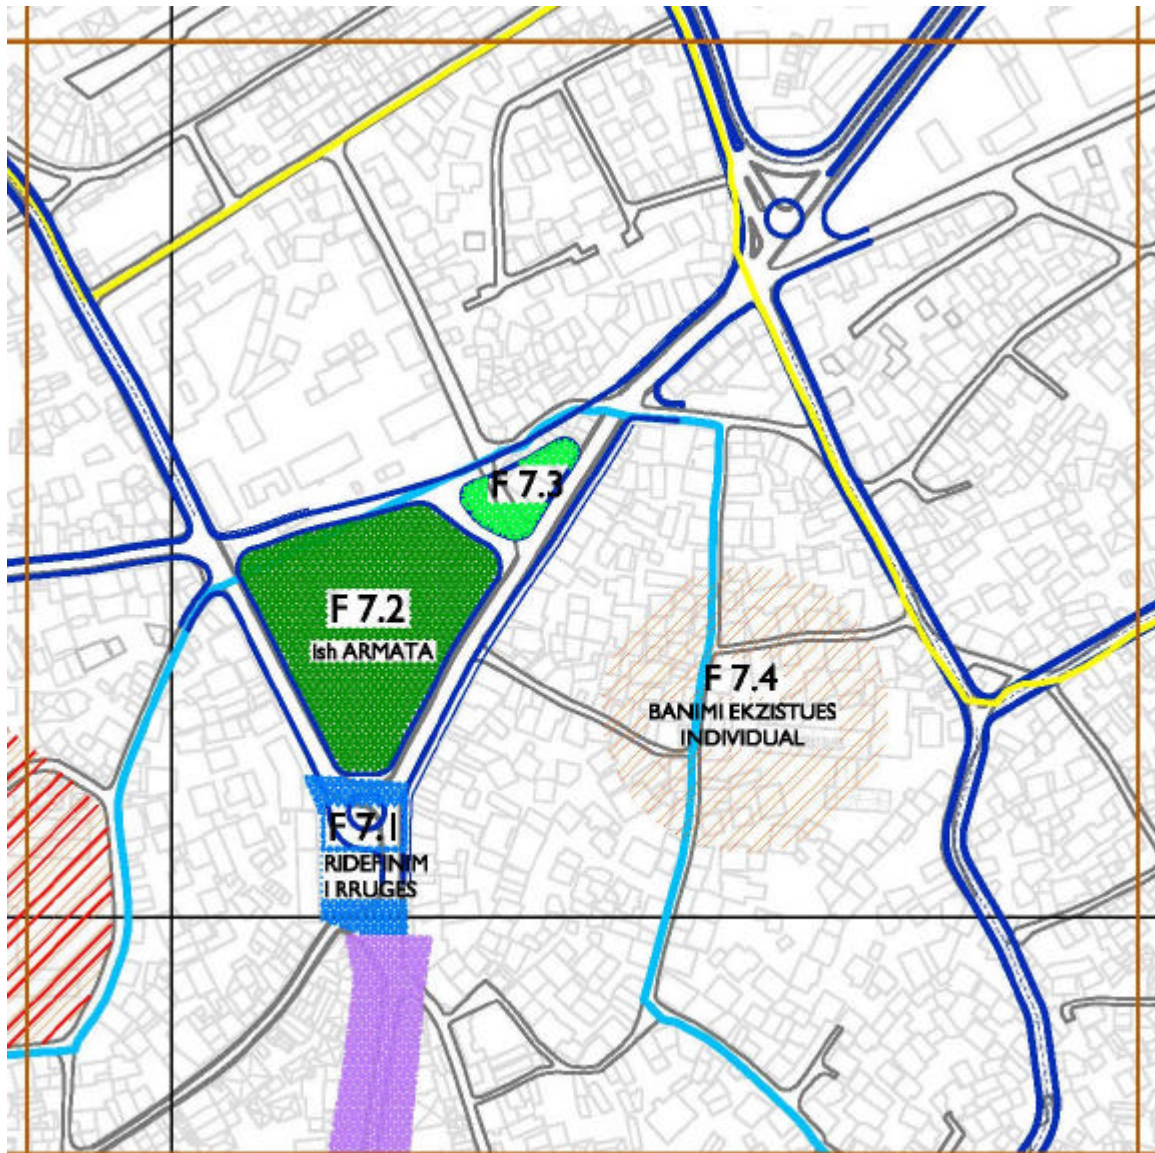 F 7.3
F 7.2
Ish ARMATA
F 7.4
BANIMI EKZISTUES
INDIVIDUAL
F 7.1
RIDEFINIM
I RRUGES